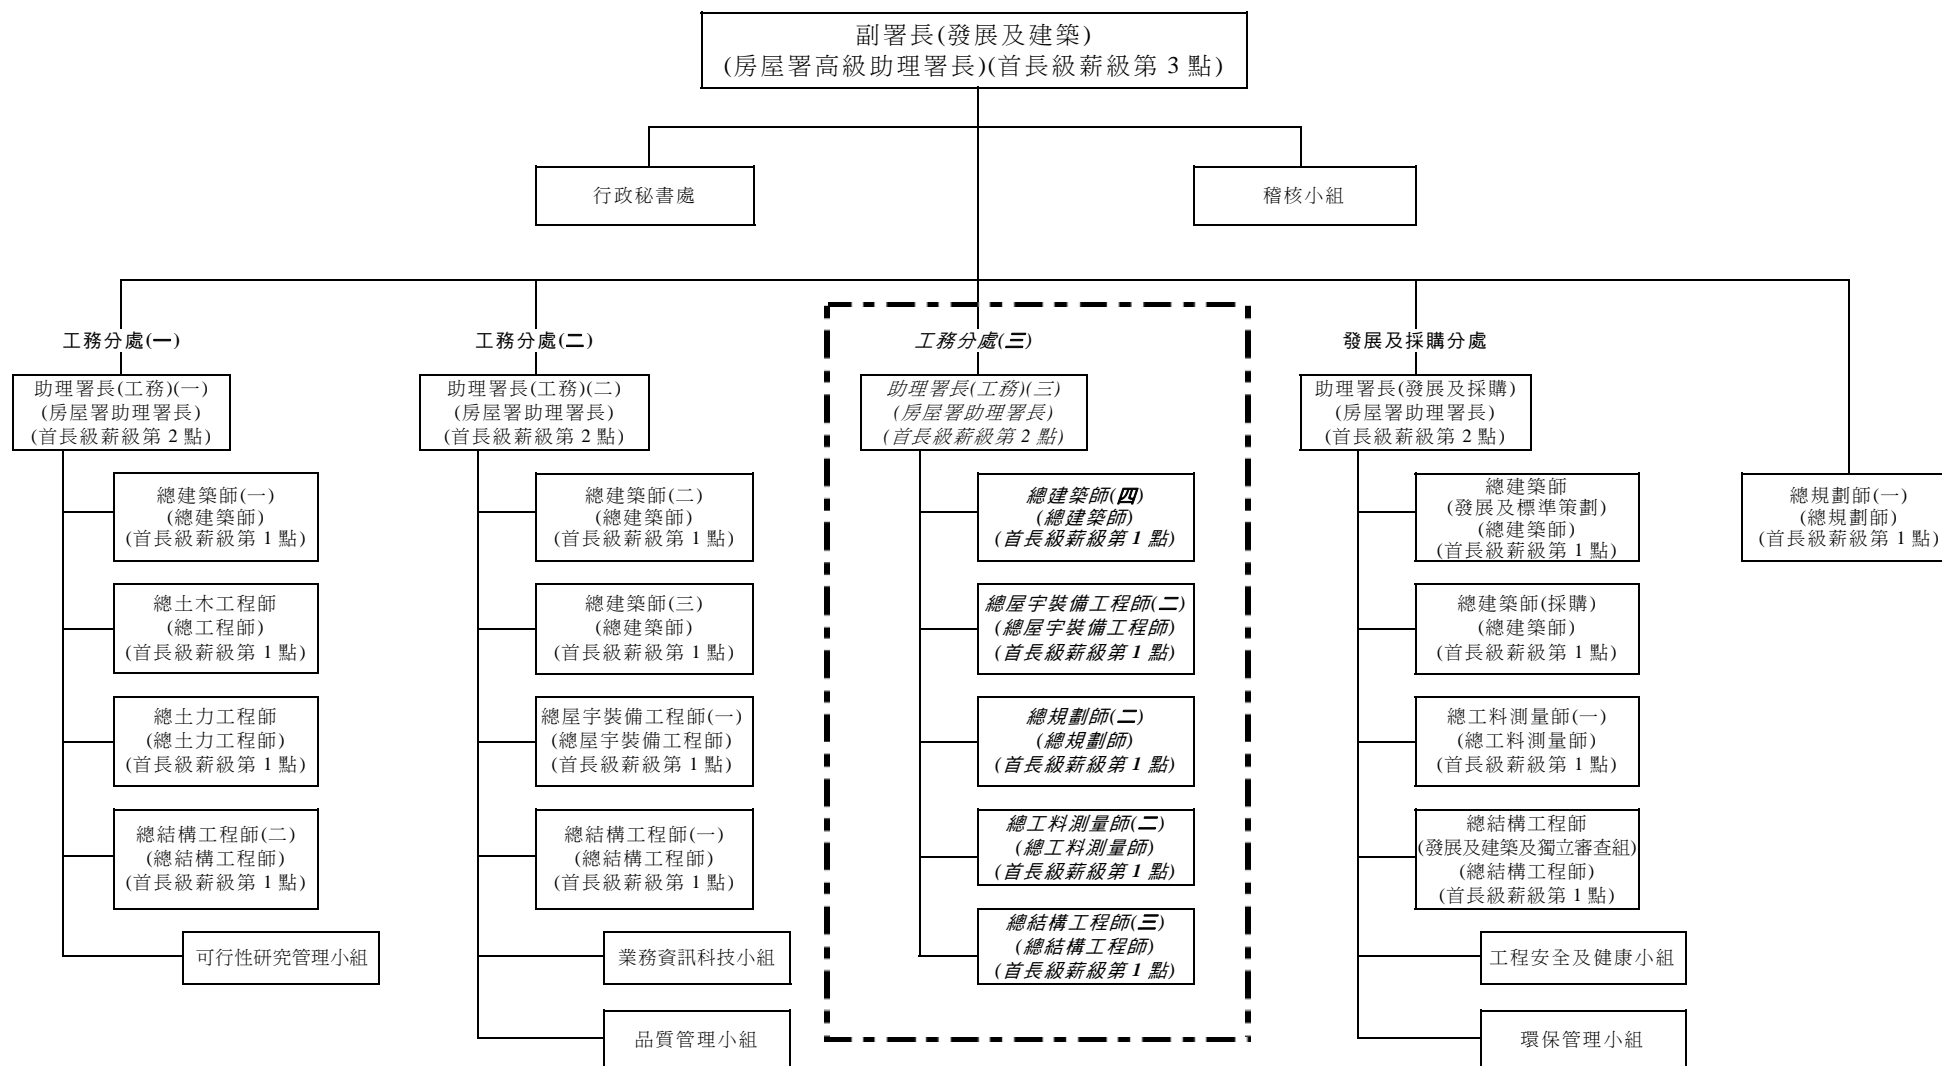 副署長(發展及建築)
(房屋署高級助理署長)(首長級薪級第 3 點)
行政秘書處
稽核小組
工務分處(一)
助理署長(工務)(一)
(房屋署助理署長)
(首長級薪級第 2 點)
總建築師(一)
(總建築師)
(首長級薪級第 1 點)
總土木工程師
(總工程師)
(首長級薪級第 1 點)
總土力工程師
(總土力工程師)
(首長級薪級第 1 點)
總結構工程師(二)
(總結構工程師)
(首長級薪級第 1 點)
可行性研究管理小組
工務分處(二)
助理署長(工務)(二)
(房屋署助理署長)
(首長級薪級第 2 點)
總建築師(二)
(總建築師)
(首長級薪級第 1 點)
總建築師(三)
(總建築師)
(首長級薪級第 1 點)
總屋宇裝備工程師(一)
(總屋宇裝備工程師)
(首長級薪級第 1 點)
總結構工程師(一)
(總結構工程師)
(首長級薪級第 1 點)
業務資訊科技小組
品質管理小組
工務分處(三)
助理署長(工務)(三)
(房屋署助理署長)
(首長級薪級第 2 點)
總建築師(四)
(總建築師)
(首長級薪級第 1 點)
總屋宇裝備工程師(二)
(總屋宇裝備工程師)
(首長級薪級第 1 點)
總規劃師(二)
(總規劃師)
(首長級薪級第 1 點)
總工料測量師(二)
(總工料測量師)
(首長級薪級第 1 點)
總結構工程師(三)
(總結構工程師)
(首長級薪級第 1 點)
發展及採購分處
助理署長(發展及採購)
(房屋署助理署長)
(首長級薪級第 2 點)
總建築師
(發展及標準策劃)
(總建築師)
(首長級薪級第 1 點)
總建築師(採購)
(總建築師)
(首長級薪級第 1 點)
總工料測量師(一)
(總工料測量師)
(首長級薪級第 1 點)
總結構工程師
(發展及建築及獨立審查組)
(總結構工程師)
(首長級薪級第 1 點)
工程安全及健康小組
環保管理小組
總規劃師(一)
(總規劃師)
(首長級薪級第 1 點)